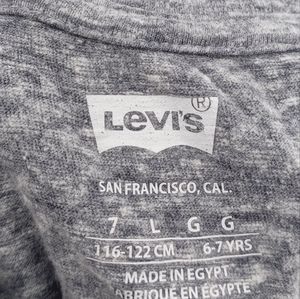 Levi's®
SAN FRANCISCO, CAL.
7 L G G
116-122 CM 6-7 YRS
MADE IN EGYPT
FABRIQUÉ EN ÉGYPTE